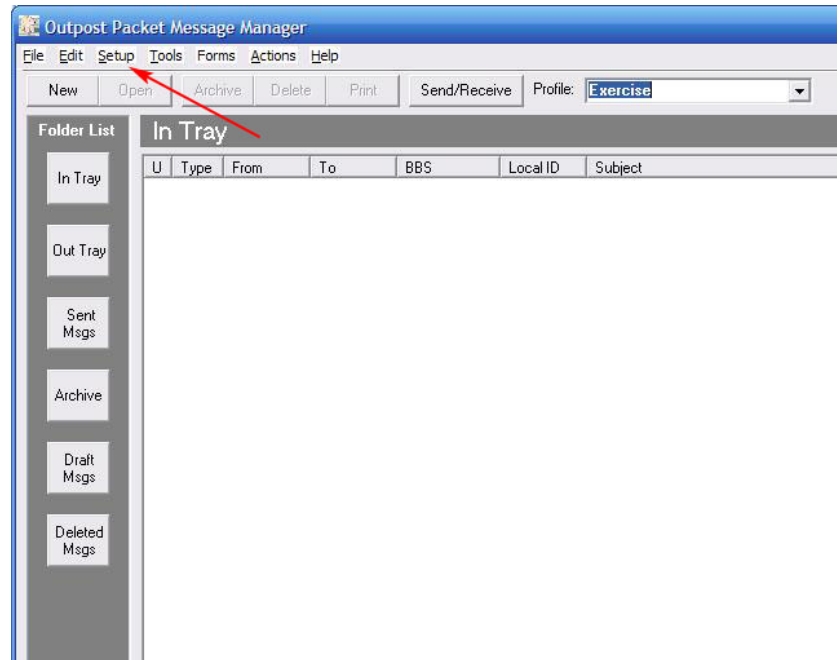 Outpost Packet Message Manager
File Edit Setup Tools Forms Actions Help
New Open Archive Delete Print Send/Receive Profile: Exercise
Folder List In Tray
U Type From To BBS Local ID Subject
In Tray
Out Tray
Sent
Msgs
Archive
Draft
Msgs
Deleted
Msgs